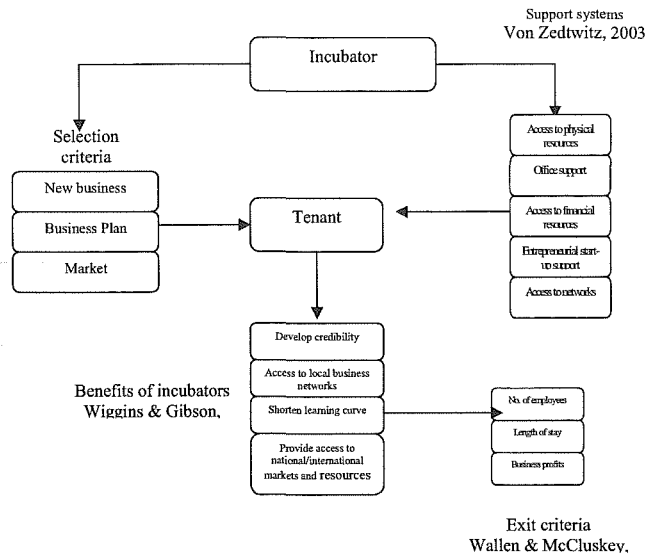 Support systems
Von Zedtwitz, 2003
Incubator
Selection
criteria
New business
Business Plan
Market
Tenant
Access to physical
resources
Office support
Access to financial
resources
Entrepreneurial start-
up support
Access to networks
Develop credibility
Access to local business
networks
Shorten learning curve
Provide access to
national/international
markets and resources
Benefits of incubators
Wiggins & Gibson,
No. of employees
Length of stay
Business profits
Exit criteria
Wallen & McCluskey,